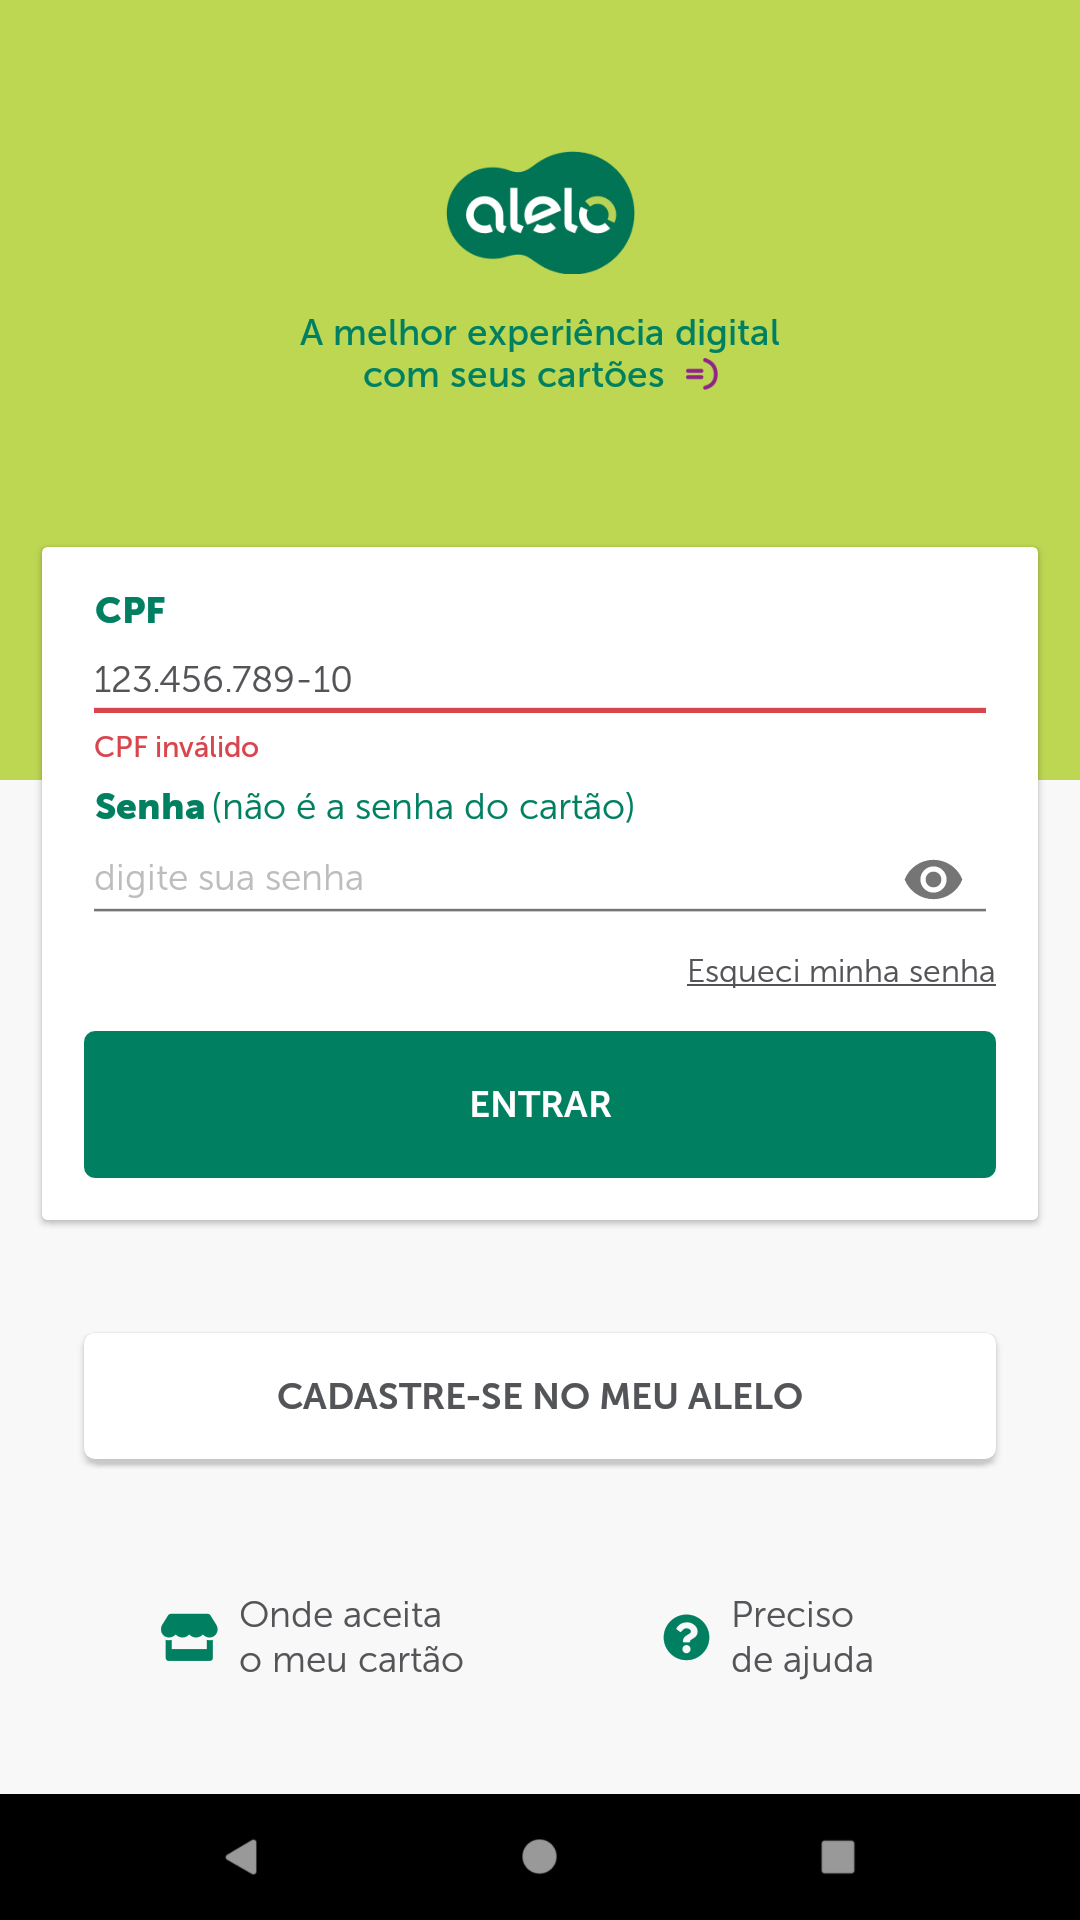 alelo
A melhor experiência digital
com seus cartões =)
CPF
123.456.789-10
CPF inválido
Senha (não é a senha do cartão)
digite sua senha
Esqueci minha senha
ENTRAR
CADASTRE-SE NO MEU ALELO
Onde aceita
o meu cartão
Preciso
de ajuda